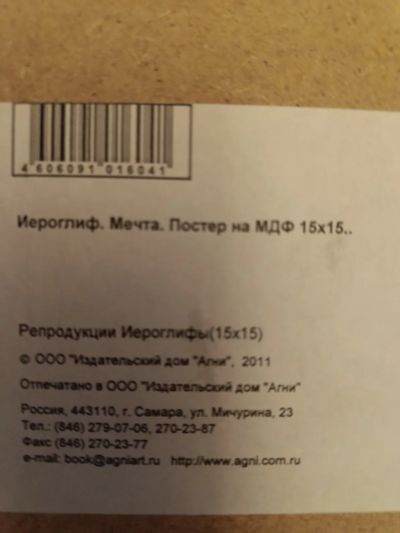 4 606091 016041
Иероглиф. Мечта. Постер на МДФ 15x15..
Репродукции Иероглифы(15x15)
© ООО "Издательский дом "Агни", 2011
Отпечатано в ООО "Издательский дом "Агни"
Россия, 443110, г. Самара, ул. Мичурина, 23
Тел.: (846) 279-07-06, 270-23-87
Факс (846) 270-23-77
e-mail: book@agniart.ru http://www.agni.com.ru